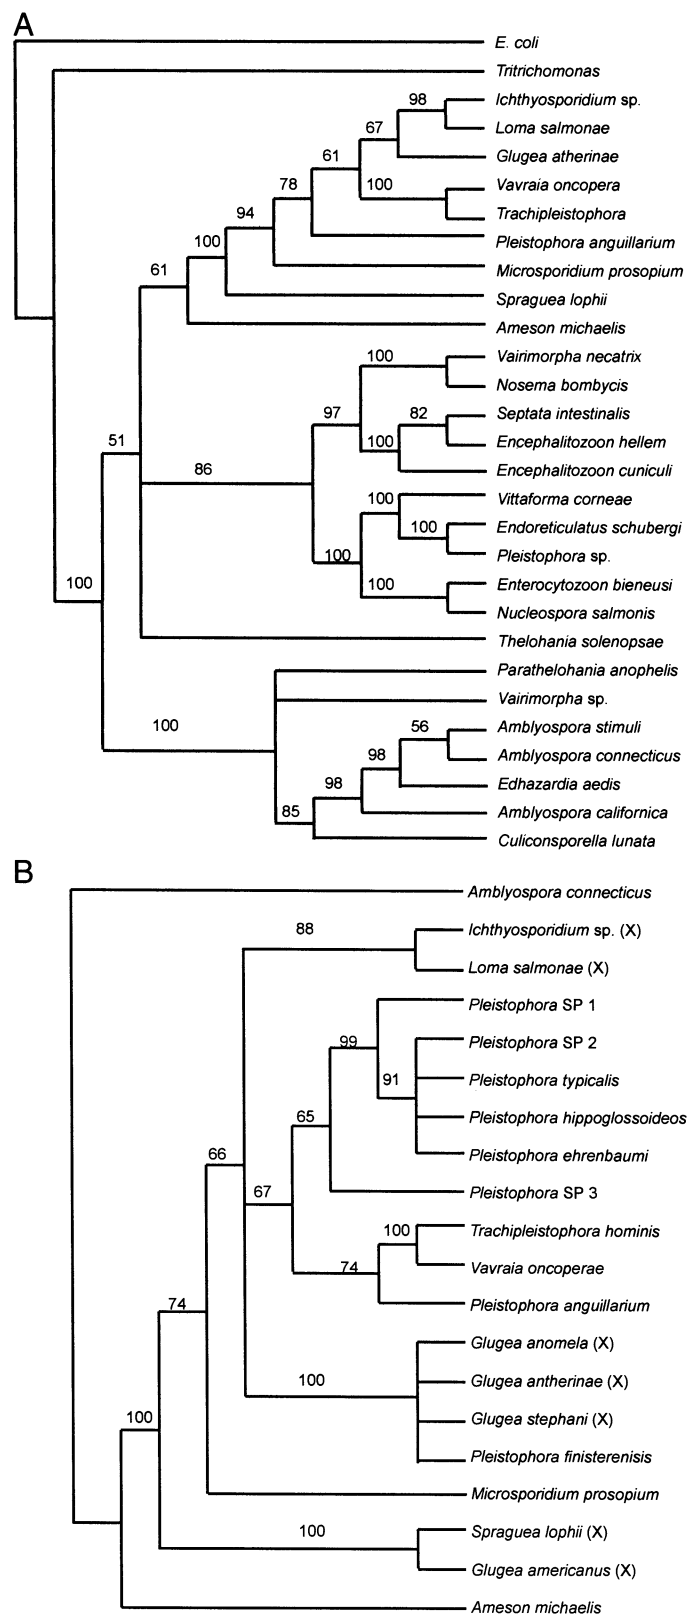 A
E. coli
Tritrichomonas
98
Ichthyosporidium sp.
67
Loma salmonae
61
Glugea atherinae
78
100
Vavraia oncopera
94
Trachipleistophora
100
Pleistophora anguillarium
61
Microsporidium prosopium
Spraguea lophii
Ameson michaelis
100
Vairimorpha necatrix
Nosema bombycis
97
82
Septata intestinalis
51
100
Encephalitozoon hellem
86
Encephalitozoon cuniculi
100
Vittaforma corneae
100
Endoreticulatus schubergi
100
Pleistophora sp.
100
100
Enterocytozoon bieneusi
Nucleospora salmonis
Thelohania solenopsae
Parathelohania anophelis
Vairimorpha sp.
100
56
Amblyospora stimuli
98
Amblyospora connecticus
98
Edhazardia aedis
85
Amblyospora californica
Culiconsporella lunata
B
Amblyospora connecticus
88
Ichthyosporidium sp. (X)
Loma salmonae (X)
Pleistophora SP 1
99
Pleistophora SP 2
91
Pleistophora typicalis
65
Pleistophora hippoglossoideos
66
Pleistophora ehrenbaumi
67
Pleistophora SP 3
100
Trachipleistophora hominis
74
Vavraia oncoperae
74
Pleistophora anguillarium
Glugea anomela (X)
100
Glugea antherinae (X)
100
Glugea stephani (X)
Pleistophora finisterenisis
Microsporidium prosopium
100
Spraguea lophii (X)
Glugea americanus (X)
Ameson michaelis